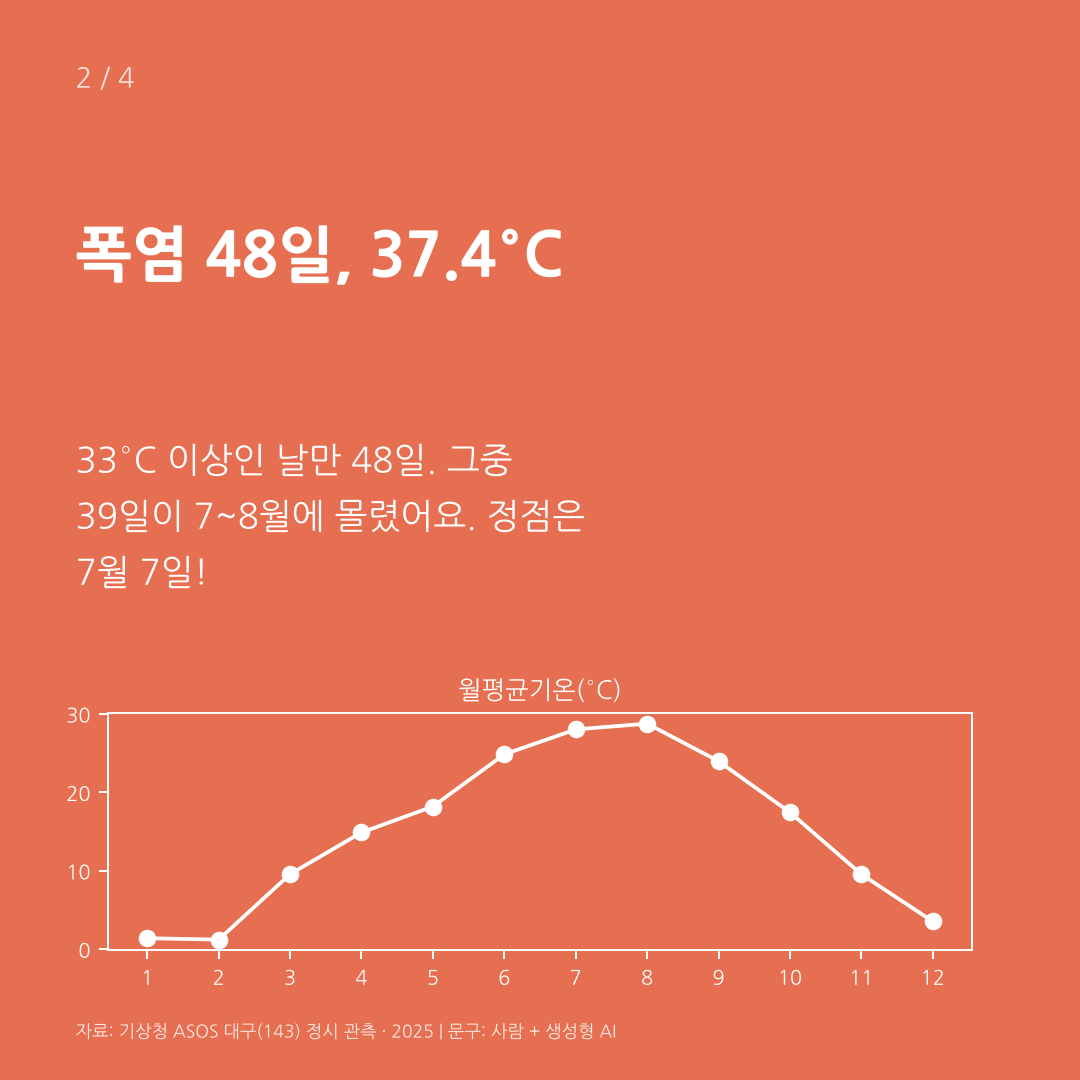 2 / 4
폭염 48일, 37.4°C
33°C 이상인 날만 48일. 그중
39일이 7~8월에 몰렸어요. 정점은
7월 7일!
월평균기온(°C)
30
20
10
0
1 2 3 4 5 6 7 8 9 10 11 12
자료: 기상청 ASOS 대구(143) 정시 관측 · 2025 | 문구: 사람 + 생성형 AI